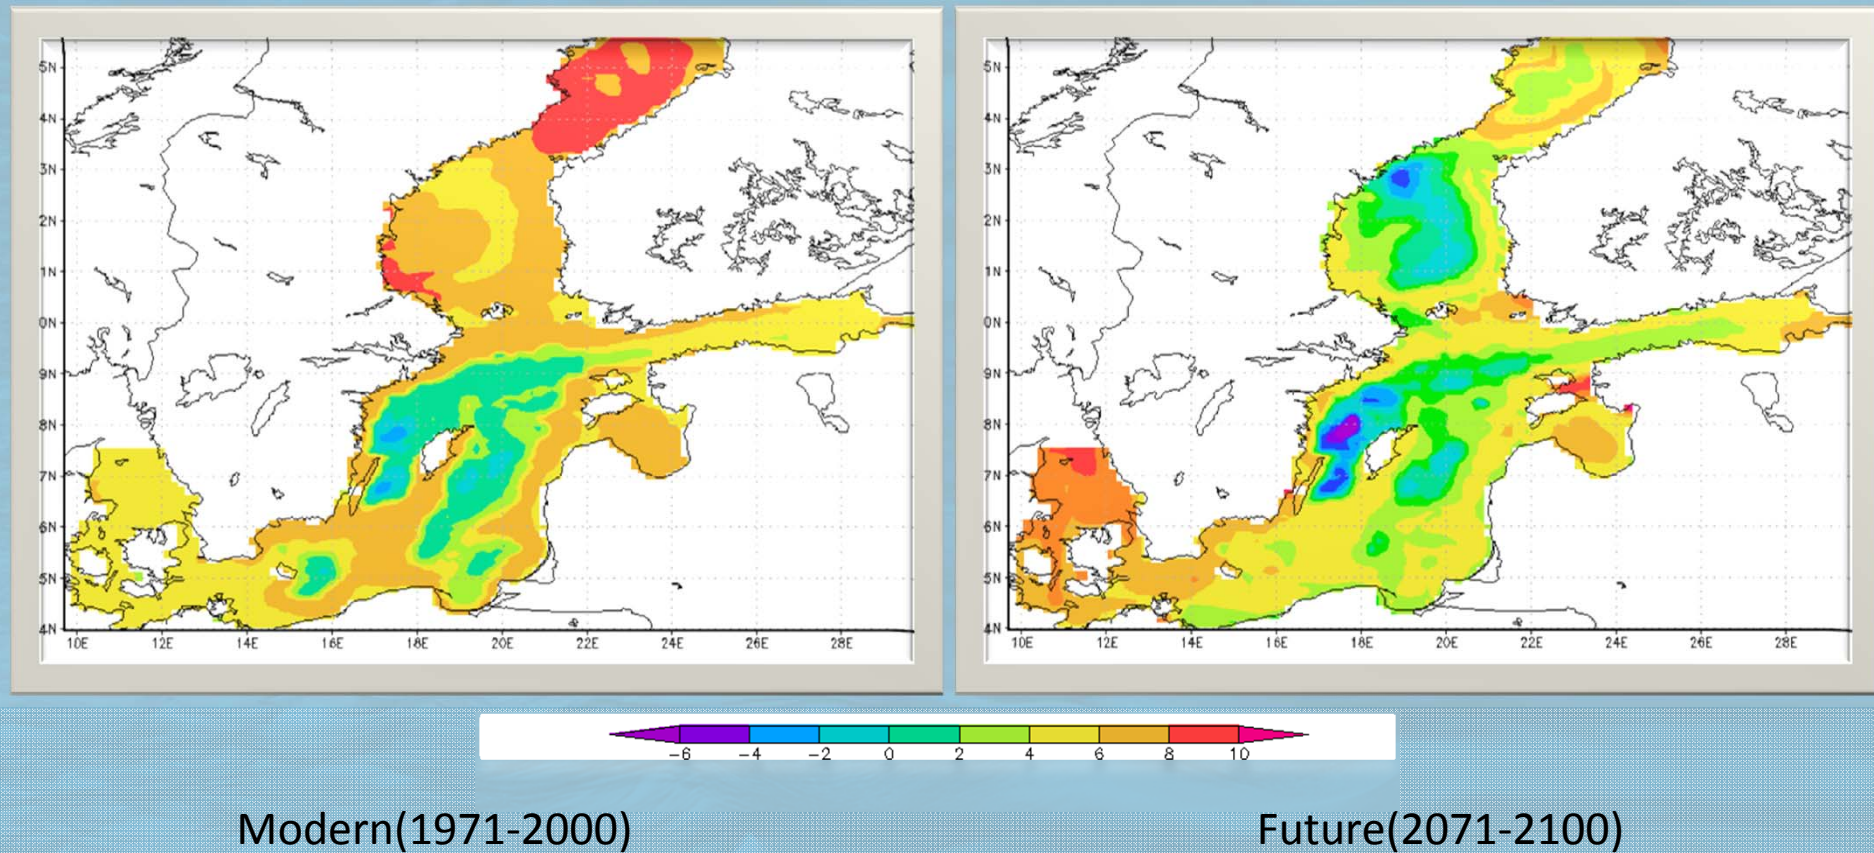 5N
4N
3N
2N
1N
0N
9N
8N
7N
6N
5N
4N
10E 12E 14E 16E 18E 20E 22E 24E 26E 28E
5N
4N
3N
2N
1N
0N
9N
8N
7N
6N
5N
4N
10E 12E 14E 16E 18E 20E 22E 24E 26E 28E
-6 -4 -2 0 2 4 6 8 10
Modern(1971-2000) Future(2071-2100)